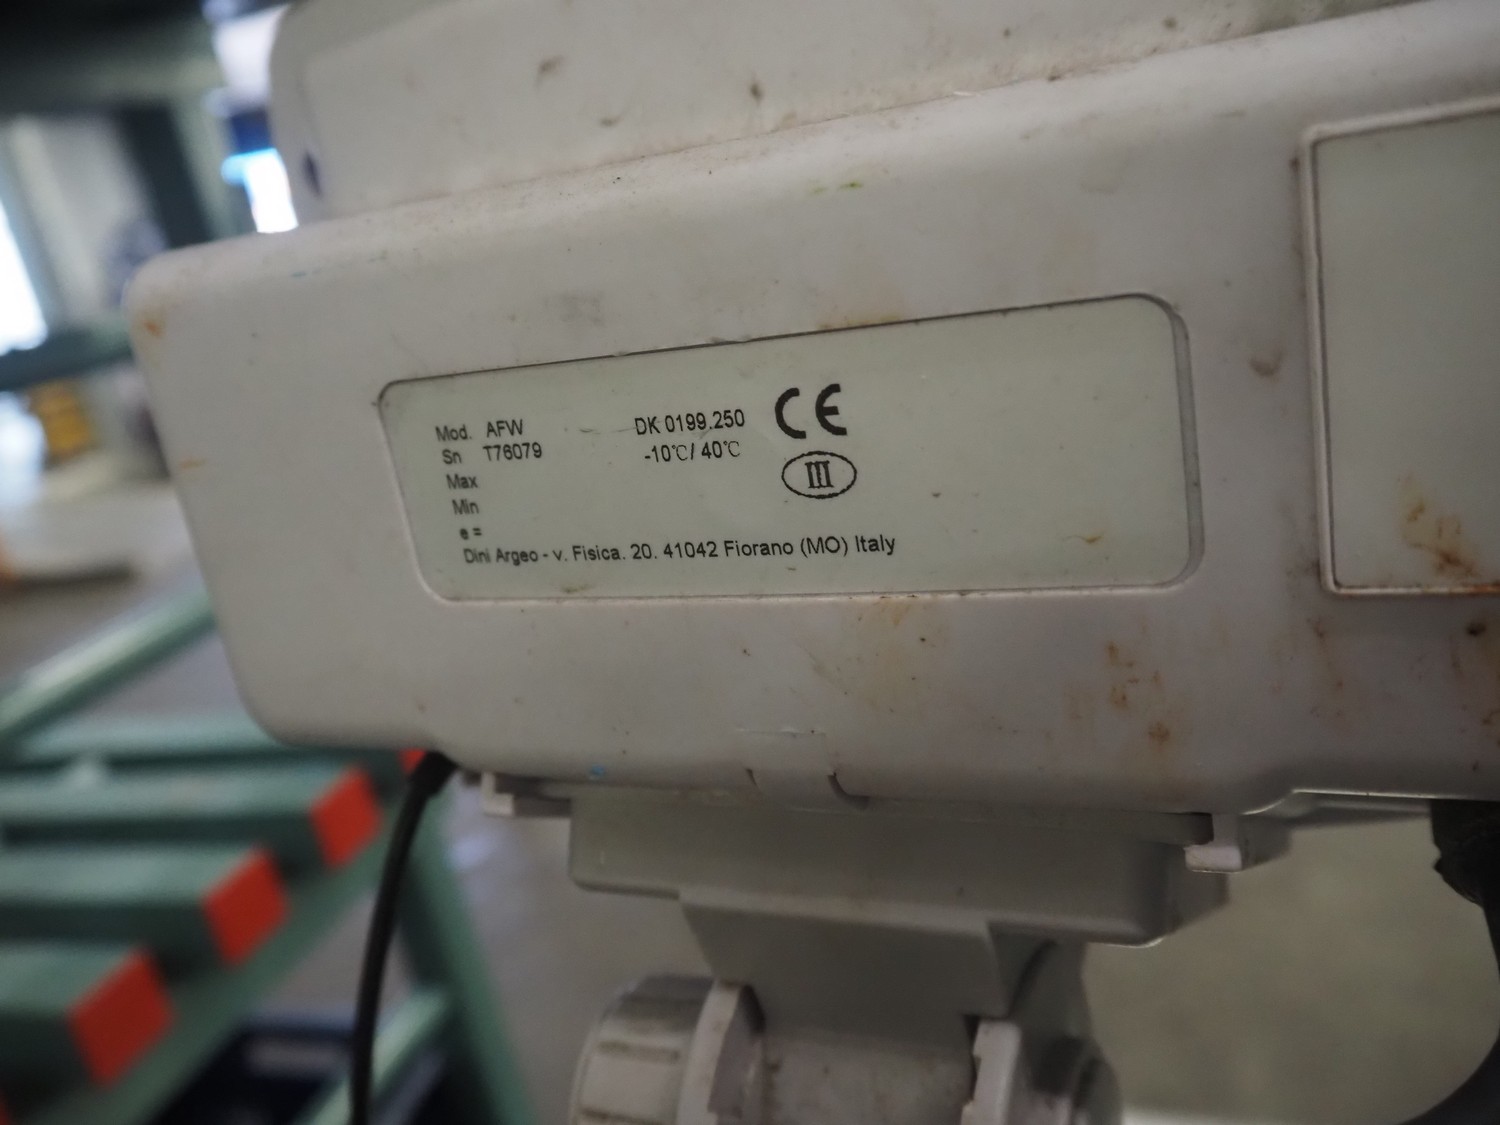 Mod. AFW DK 0199.250 CE
Sn T76079 -10℃/ 40℃
III
Max
Min
e =
Dini Argeo - v. Fisica. 20. 41042 Fiorano (MO) Italy